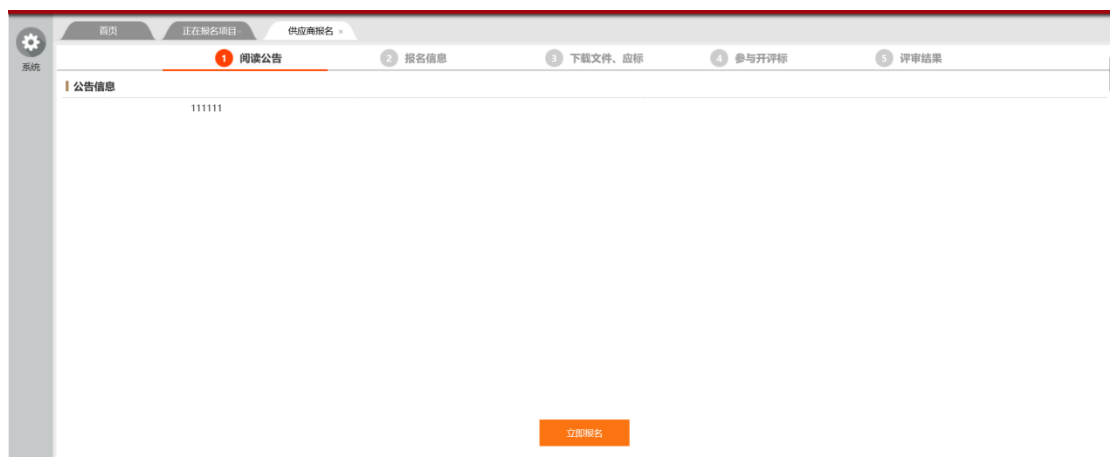 首页 正在报名项目 × 供应商报名 ×
系统
1 阅读公告 2 报名信息 3 下载文件、应标 4 参与开评标 5 评审结果
公告信息
111111
立即报名